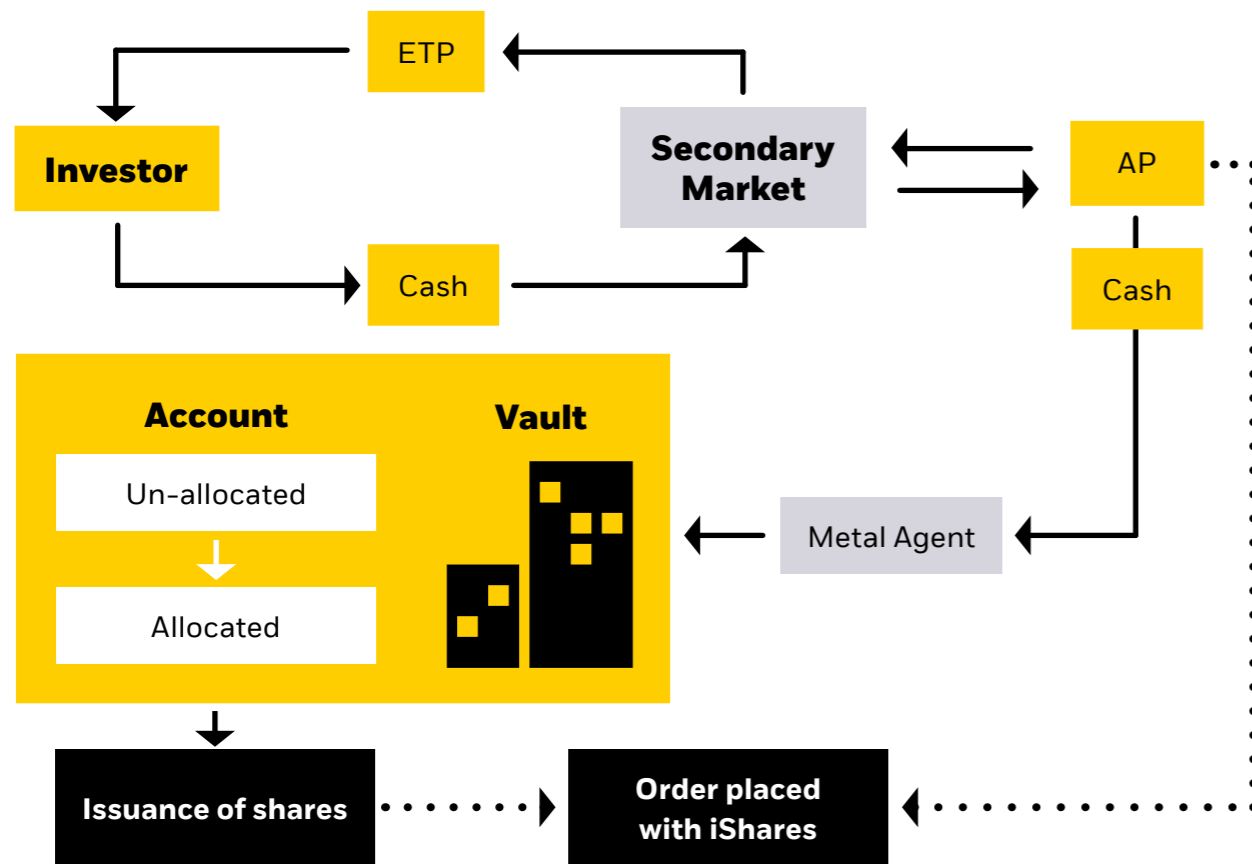 ETP
Investor
Secondary
Market
AP
Cash
Cash
Account
Vault
Un-allocated
Allocated
Metal Agent
Issuance of shares
Order placed
with iShares